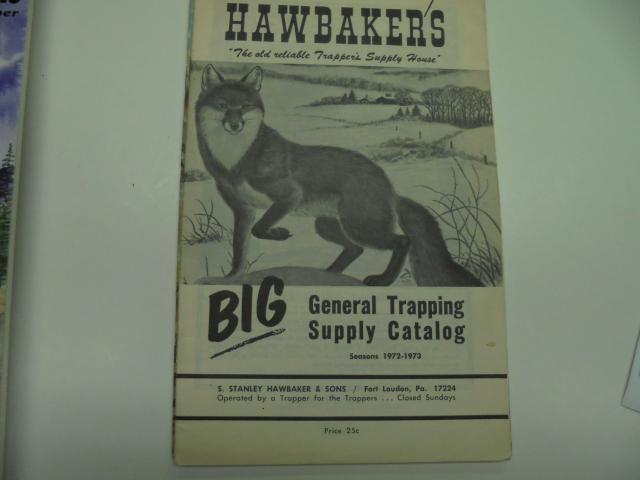 HAWBAKER'S
"The old reliable Trapper's Supply House"
BIG
General Trapping
Supply Catalog
Seasons 1972-1973
S. STANLEY HAWBAKER & SONS / Fort Loudon, Pa. 17224
Operated by a Trapper for the Trappers ... Closed Sundays
Price 25c